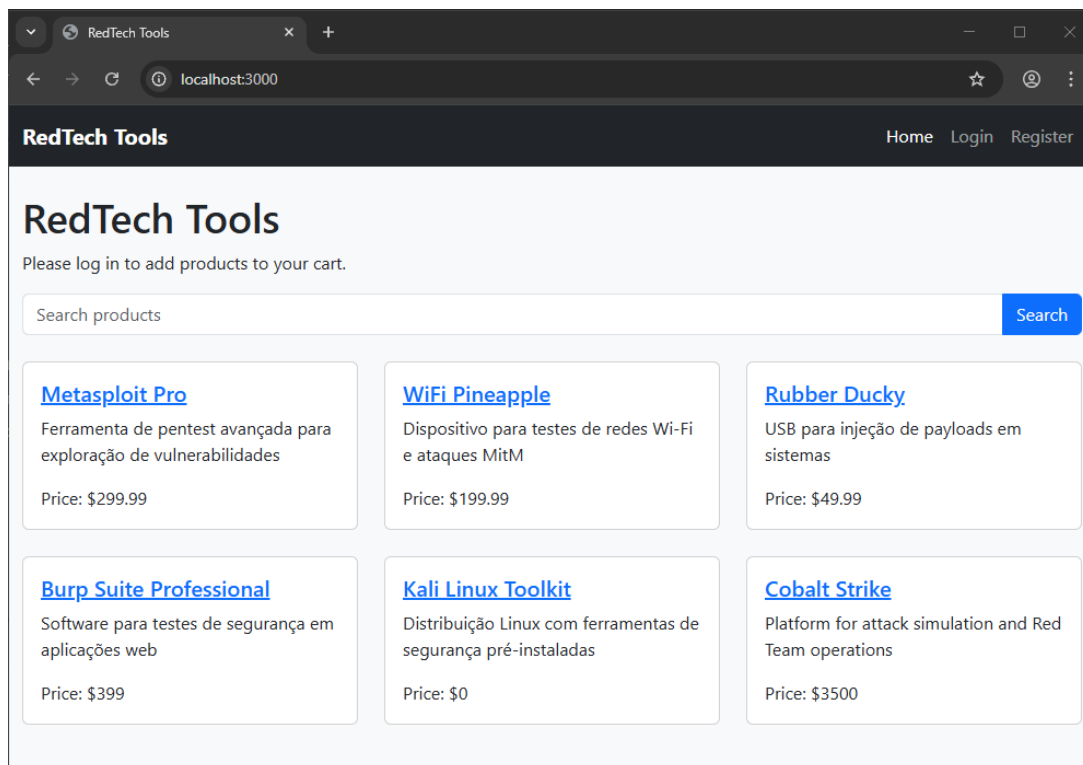 RedTech Tools
localhost:3000
RedTech Tools
Home Login Register
RedTech Tools
Please log in to add products to your cart.
Search products
Search
Metasploit Pro
Ferramenta de pentest avançada para
exploração de vulnerabilidades
Price: $299.99
WiFi Pineapple
Dispositivo para testes de redes Wi-Fi
e ataques MitM
Price: $199.99
Rubber Ducky
USB para injeção de payloads em
sistemas
Price: $49.99
Burp Suite Professional
Software para testes de segurança em
aplicações web
Price: $399
Kali Linux Toolkit
Distribuição Linux com ferramentas de
segurança pré-instaladas
Price: $0
Cobalt Strike
Platform for attack simulation and Red
Team operations
Price: $3500